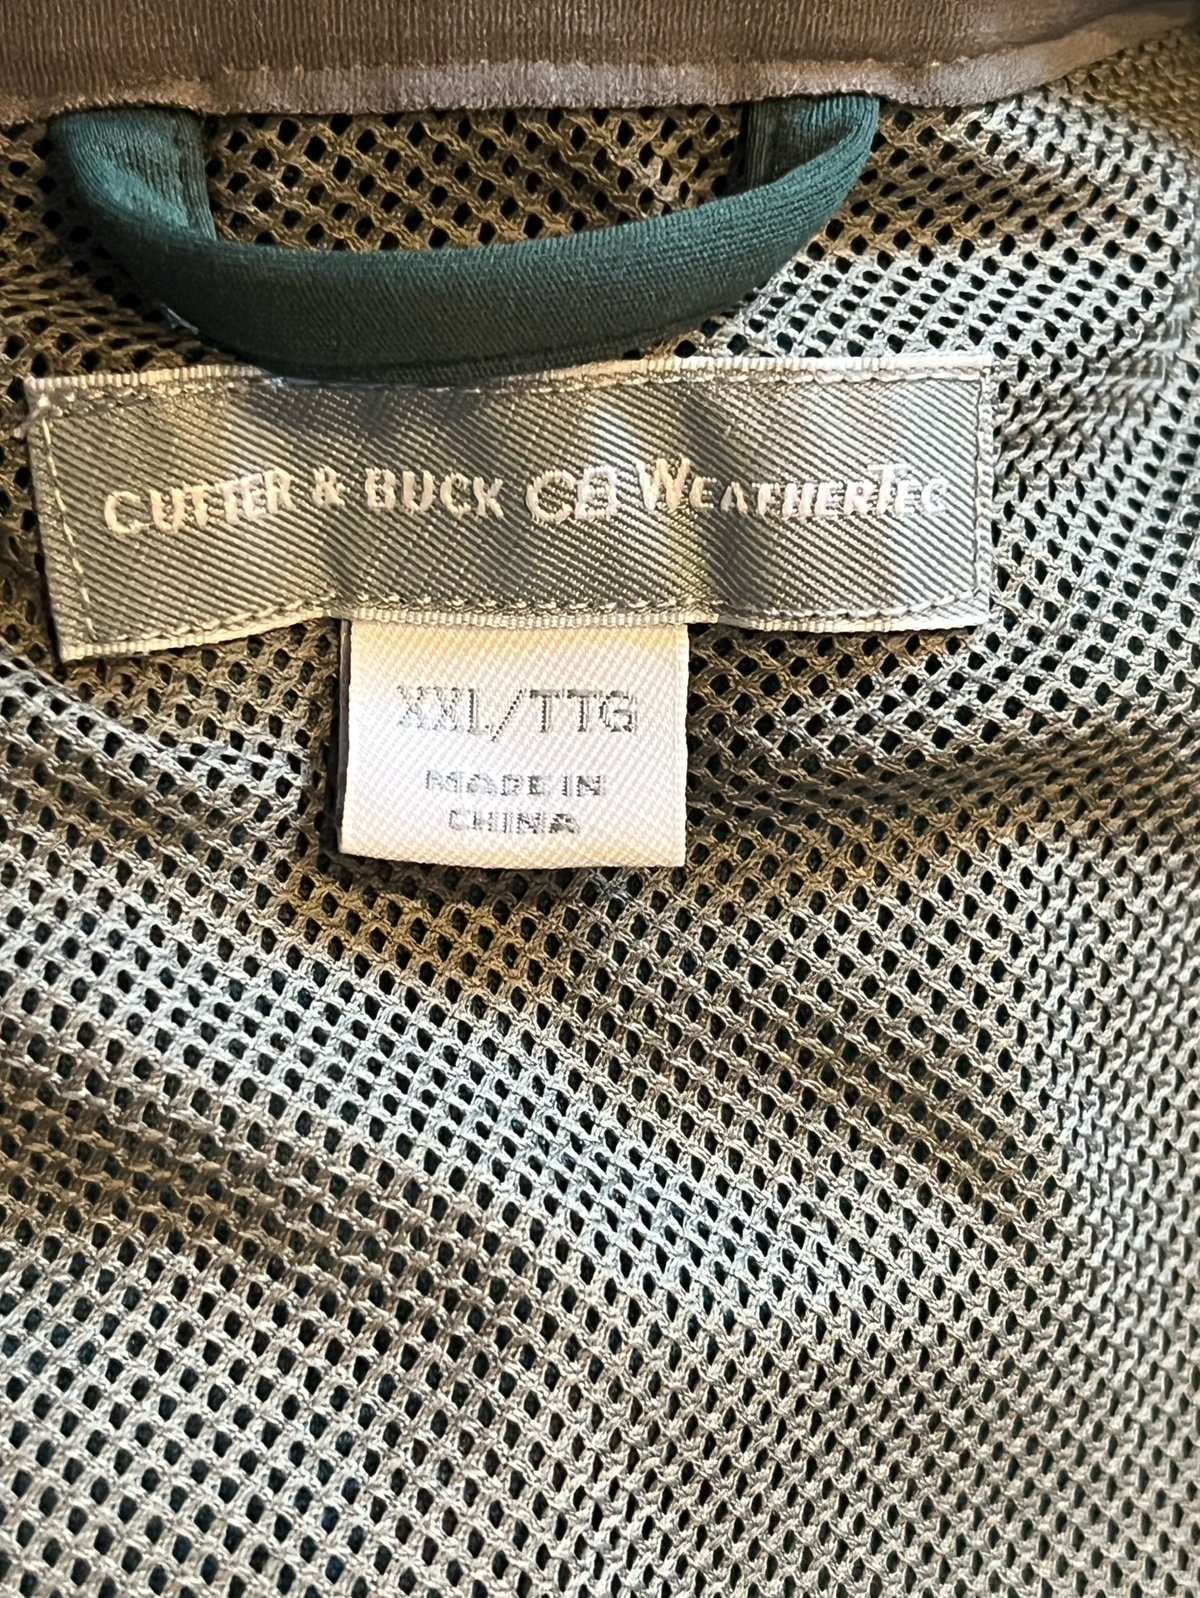 CUTTER & BUCK CB WEATHERTEC
XXL/TTG
MADE IN
CHINA